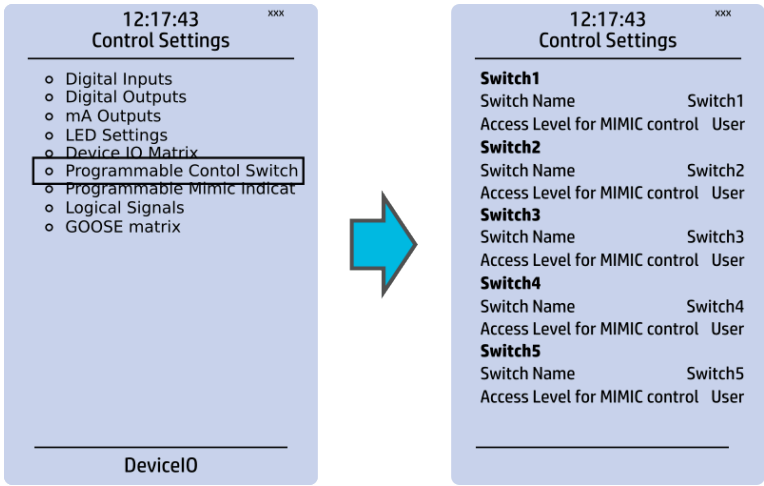 12:17:43
xxx
Control Settings
Digital Inputs
Digital Outputs
mA Outputs
LED Settings
Device IO Matrix
Programmable Contol Switch
Programmable Mimic Indicat
Logical Signals
GOOSE matrix
DeviceIO
12:17:43
xxx
Control Settings
Switch1
Switch Name Switch1
Access Level for MIMIC control User
Switch2
Switch Name Switch2
Access Level for MIMIC control User
Switch3
Switch Name Switch3
Access Level for MIMIC control User
Switch4
Switch Name Switch4
Access Level for MIMIC control User
Switch5
Switch Name Switch5
Access Level for MIMIC control User